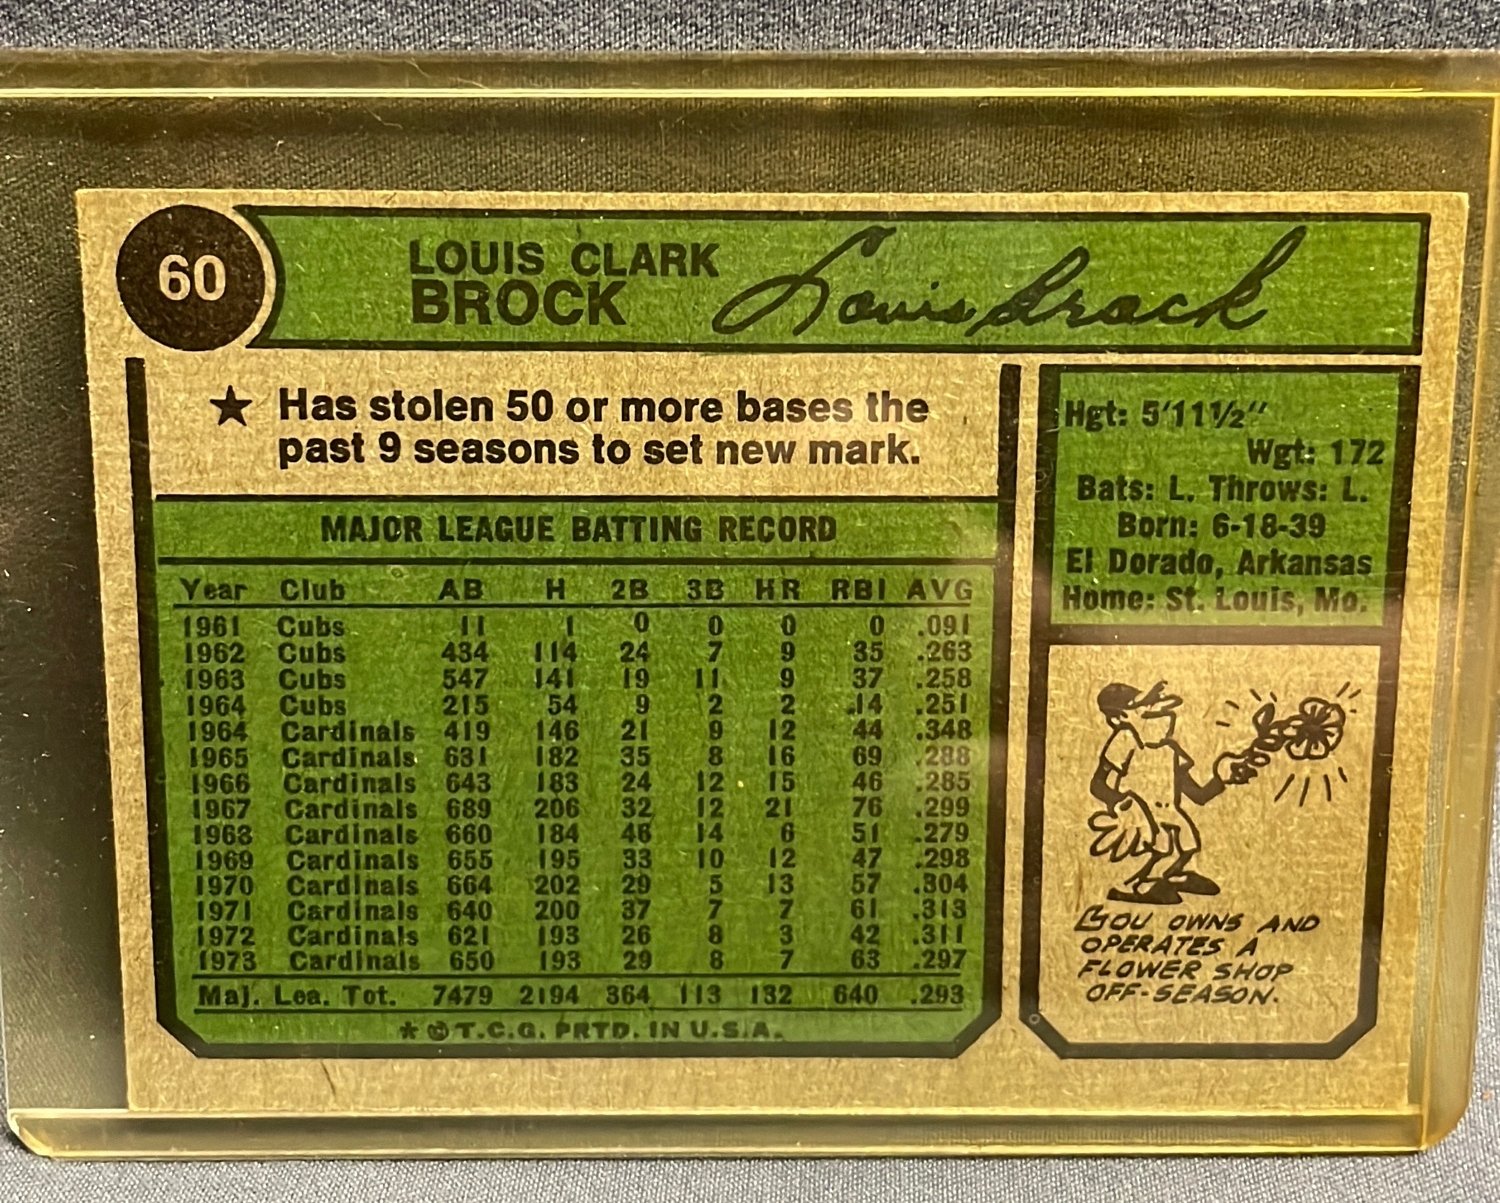 60
LOUIS CLARK
BROCK
Louis Brock
★ Has stolen 50 or more bases the
past 9 seasons to set new mark.
MAJOR LEAGUE BATTING RECORD
Year Club AB H 2B 3B HR RBI AVG
1961 Cubs 11 1 0 0 0 0 .091
1962 Cubs 434 114 24 7 9 35 .263
1963 Cubs 547 141 19 11 9 37 .258
1964 Cubs 215 54 9 2 2 14 .251
1964 Cardinals 419 146 21 9 12 44 .348
1965 Cardinals 631 182 35 8 16 69 .288
1966 Cardinals 643 183 24 12 15 46 .285
1967 Cardinals 689 206 32 12 21 76 .299
1968 Cardinals 660 184 46 14 6 51 .279
1969 Cardinals 655 195 33 10 12 47 .298
1970 Cardinals 664 202 29 5 13 57 .304
1971 Cardinals 640 200 37 7 7 61 .313
1972 Cardinals 621 193 26 8 3 42 .311
1973 Cardinals 650 193 29 8 7 63 .297
Maj. Lea. Tot. 7479 2194 364 113 132 640 .293
★ © T.C.G. PRTD. IN U.S.A.
Hgt: 5'11½"
Wgt: 172
Bats: L. Throws: L.
Born: 6-18-39
El Dorado, Arkansas
Home: St. Louis, Mo.
LOU OWNS AND
OPERATES A
FLOWER SHOP
OFF-SEASON.